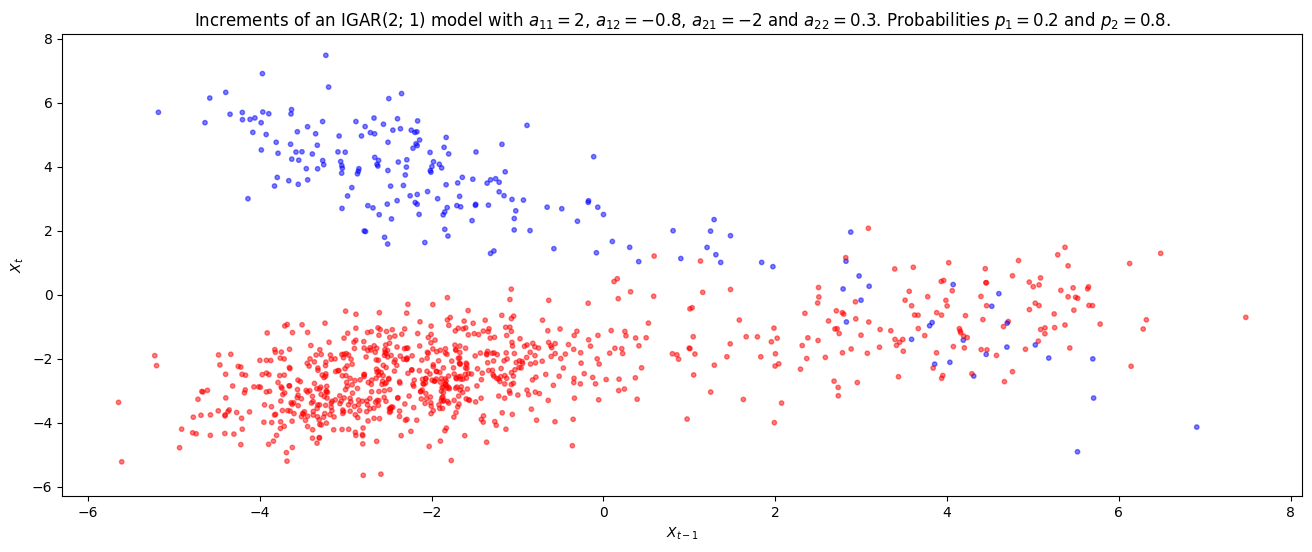 Increments of an IGAR(2; 1) model with a₁₁ = 2, a₁₂ = −0.8, a₂₁ = −2 and a₂₂ = 0.3. Probabilities p₁ = 0.2 and p₂ = 0.8.
8
6
4
2
0
−2
−4
−6
X_t
−6 −4 −2 0 2 4 6 8
X_{t−1}